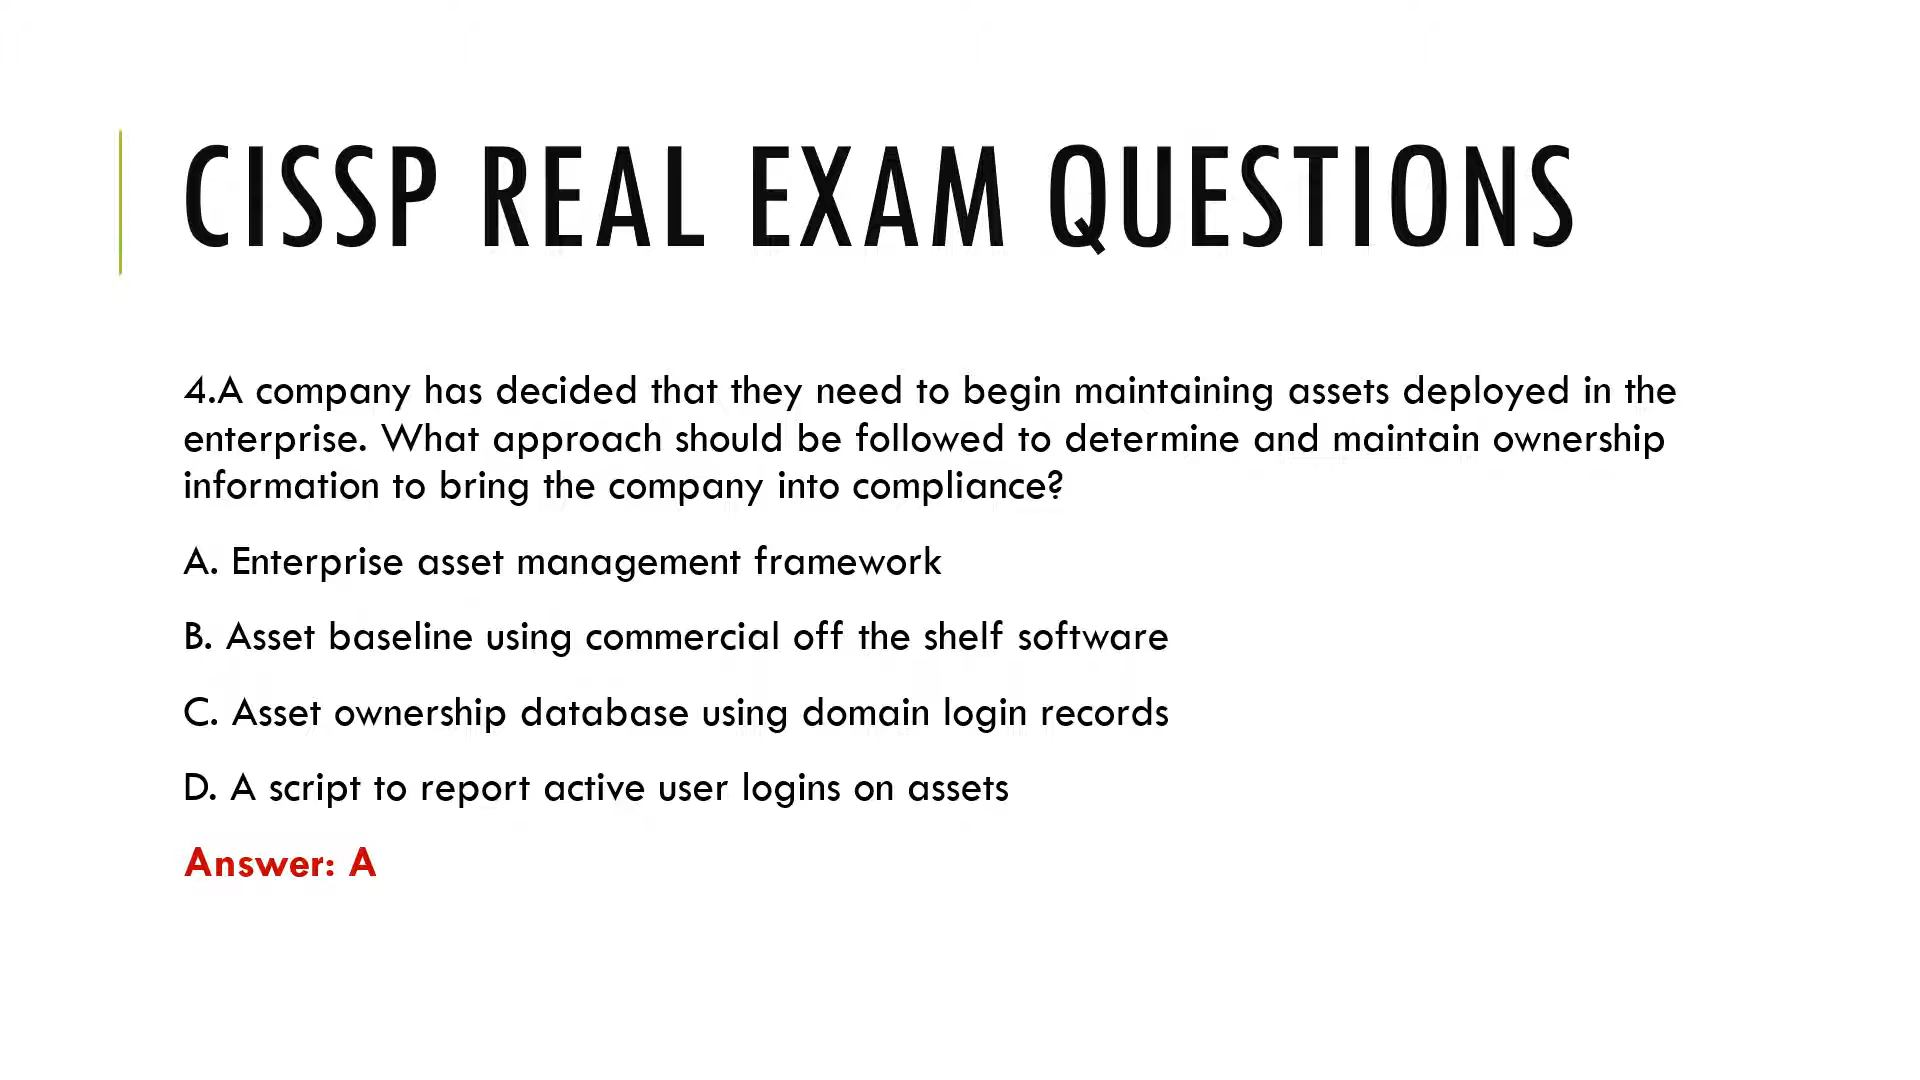 CISSP REAL EXAM QUESTIONS
4.A company has decided that they need to begin maintaining assets deployed in the
enterprise. What approach should be followed to determine and maintain ownership
information to bring the company into compliance?
A. Enterprise asset management framework
B. Asset baseline using commercial off the shelf software
C. Asset ownership database using domain login records
D. A script to report active user logins on assets
Answer: A